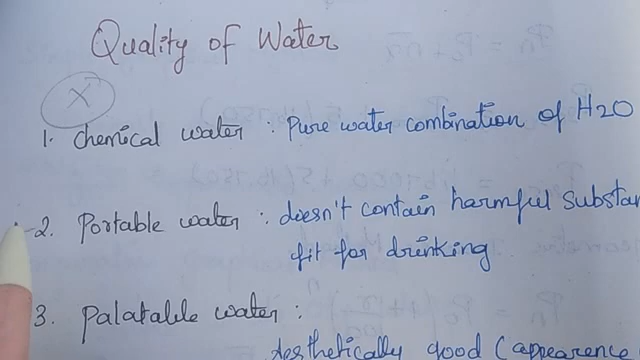 Quality of Water
X
1. Chemical water : Pure water combination of H2O
2. Portable water : doesn't contain harmful substan
fit for drinking
3. Palatable water :
Aesthetically good (appearence